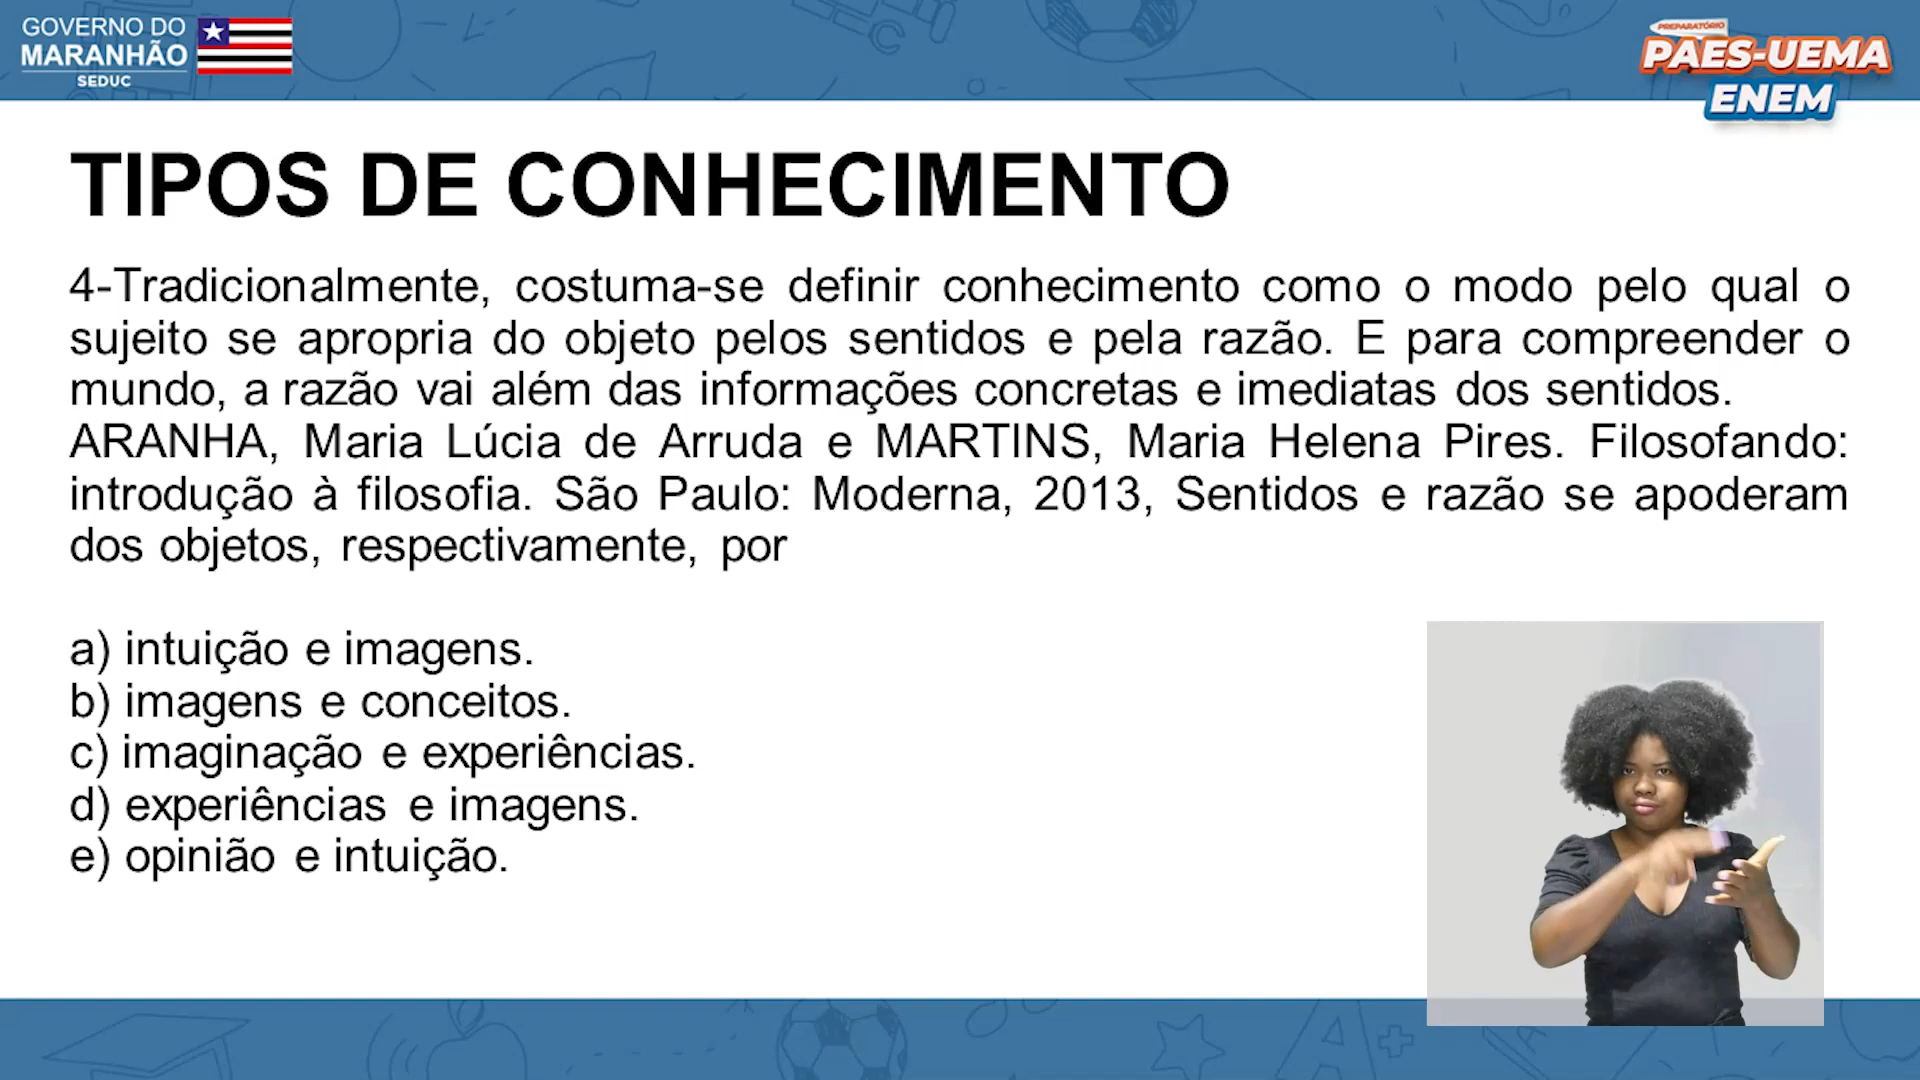 GOVERNO DO
MARANHÃO
SEDUC
PREPARATÓRIO
PAES-UEMA
ENEM
TIPOS DE CONHECIMENTO
4-Tradicionalmente, costuma-se definir conhecimento como o modo pelo qual o
sujeito se apropria do objeto pelos sentidos e pela razão. E para compreender o
mundo, a razão vai além das informações concretas e imediatas dos sentidos.
ARANHA, Maria Lúcia de Arruda e MARTINS, Maria Helena Pires. Filosofando:
introdução à filosofia. São Paulo: Moderna, 2013, Sentidos e razão se apoderam
dos objetos, respectivamente, por
a) intuição e imagens.
b) imagens e conceitos.
c) imaginação e experiências.
d) experiências e imagens.
e) opinião e intuição.